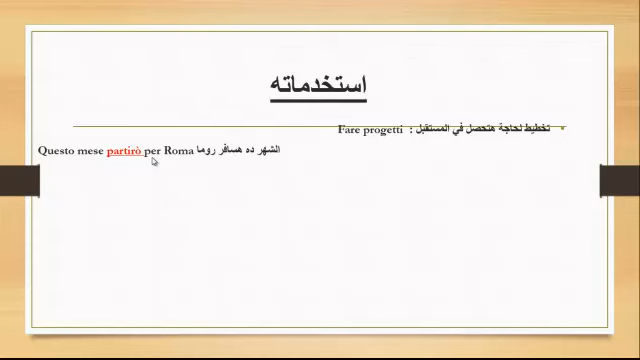 استخدماته
تخطيط لحاجة هتحصل في المستقبل : Fare progetti
Questo mese partirò per Roma الشهر ده هسافر روما